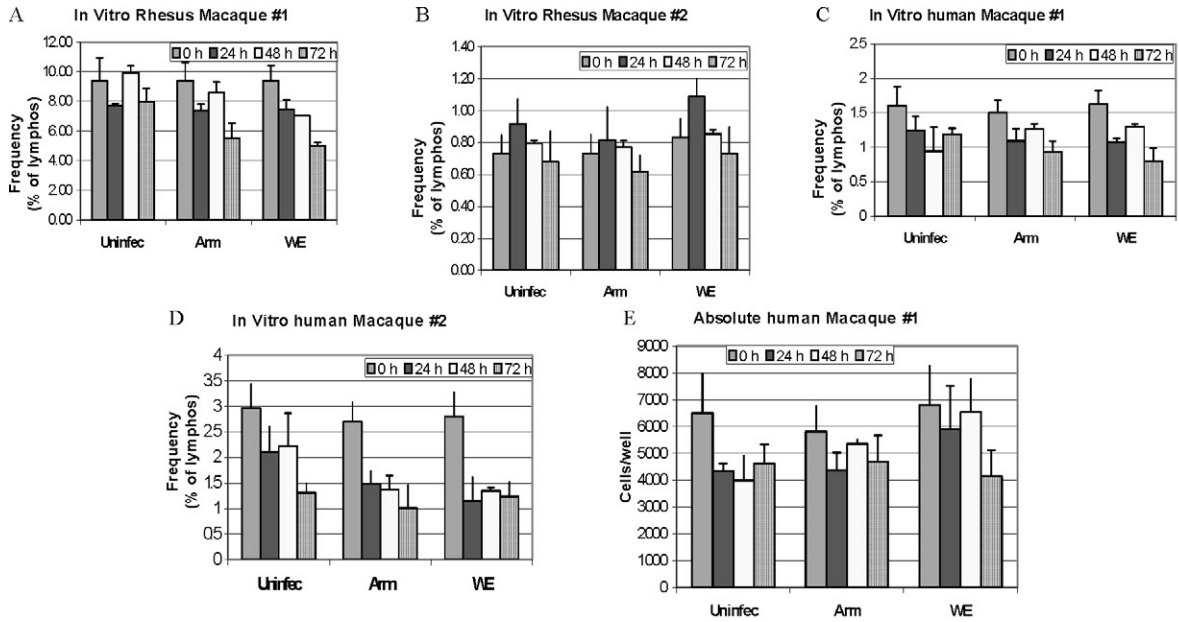 A
In Vitro Rhesus Macaque #1
Frequency
(% of lymphos)
12.00
10.00
8.00
6.00
4.00
2.00
0.00
0 h 24 h 48 h 72 h
Uninfec Arm WE
B
In Vitro Rhesus Macaque #2
Frequency
(% of lymphos)
1.40
1.20
1.00
0.80
0.60
0.40
0.20
0.00
0 h 24 h 48 h 72 h
Uninfec Arm WE
C
In Vitro human Macaque #1
Frequency
(% of lymphos)
2.5
2
1.5
1
0.5
0
0 h 24 h 48 h 72 h
Uninfec Arm WE
D
In Vitro human Macaque #2
Frequency
(% of lymphos)
4
35
3
25
2
1.5
1
05
0
0 h 24 h 48 h 72 h
Uninfec Arm WE
E
Absolute human Macaque #1
Cells/well
9000
8000
7000
6000
5000
4000
3000
2000
1000
0
0 h 24 h 48 h 72 h
Uninfec Arm WE